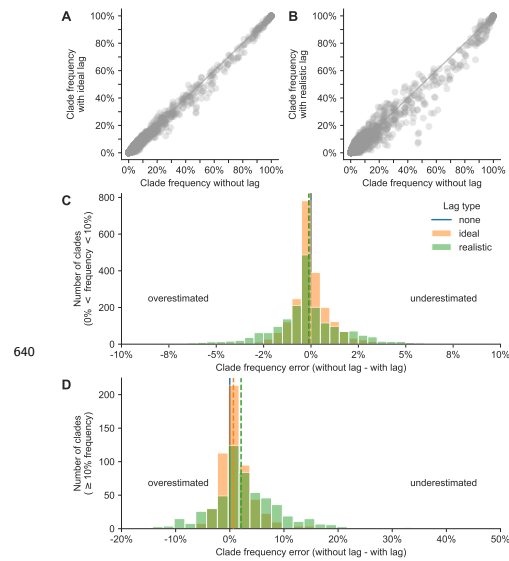 A
B
100%
80%
60%
40%
20%
0%
Clade frequency
with ideal lag
0% 20% 40% 60% 80% 100%
Clade frequency without lag
100%
80%
60%
40%
20%
0%
Clade frequency
with realistic lag
0% 20% 40% 60% 80% 100%
Clade frequency without lag
C
800
600
400
200
0
Number of clades
(0% < frequency < 10%)
Lag type
none
ideal
realistic
overestimated
underestimated
-10% -8% -5% -2% 0% 2% 5% 8% 10%
Clade frequency error (without lag - with lag)
640
D
200
150
100
50
0
Number of clades
( ≥ 10% frequency)
overestimated
underestimated
-20% -10% 0% 10% 20% 30% 40% 50%
Clade frequency error (without lag - with lag)